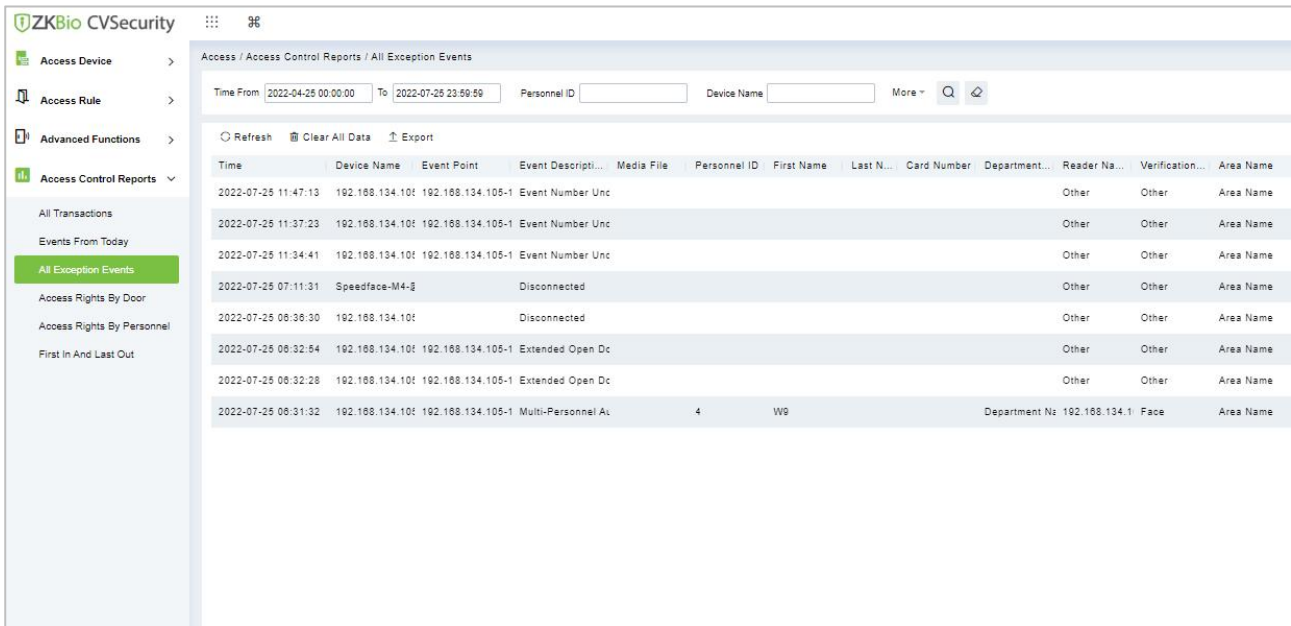 ZKBio CVSecurity
Access Device
Access Rule
Advanced Functions
Access Control Reports
All Transactions
Events From Today
All Exception Events
Access Rights By Door
Access Rights By Personnel
First In And Last Out
Access / Access Control Reports / All Exception Events
Time From 2022-04-25 00:00:00 To 2022-07-25 23:59:59 Personnel ID Device Name More
Refresh Clear All Data Export
Time Device Name Event Point Event Descripti... Media File Personnel ID First Name Last N... Card Number Department... Reader Na... Verification... Area Name
2022-07-25 11:47:13 192.168.134.105 192.168.134.105-1 Event Number Unc Other Other Area Name
2022-07-25 11:37:23 192.168.134.105 192.168.134.105-1 Event Number Unc Other Other Area Name
2022-07-25 11:34:41 192.168.134.105 192.168.134.105-1 Event Number Unc Other Other Area Name
2022-07-25 07:11:31 Speedface-M4- Disconnected Other Other Area Name
2022-07-25 06:36:30 192.168.134.105 Disconnected Other Other Area Name
2022-07-25 06:32:54 192.168.134.105 192.168.134.105-1 Extended Open Dc Other Other Area Name
2022-07-25 06:32:28 192.168.134.105 192.168.134.105-1 Extended Open Dc Other Other Area Name
2022-07-25 06:31:32 192.168.134.105 192.168.134.105-1 Multi-Personnel Au 4 W9 Department Na 192.168.134.1 Face Area Name